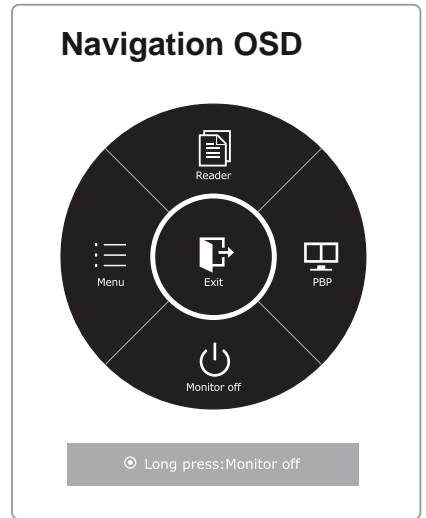 Navigation OSD
Reader
Menu
Exit
PBP
Monitor off
Long press:Monitor off